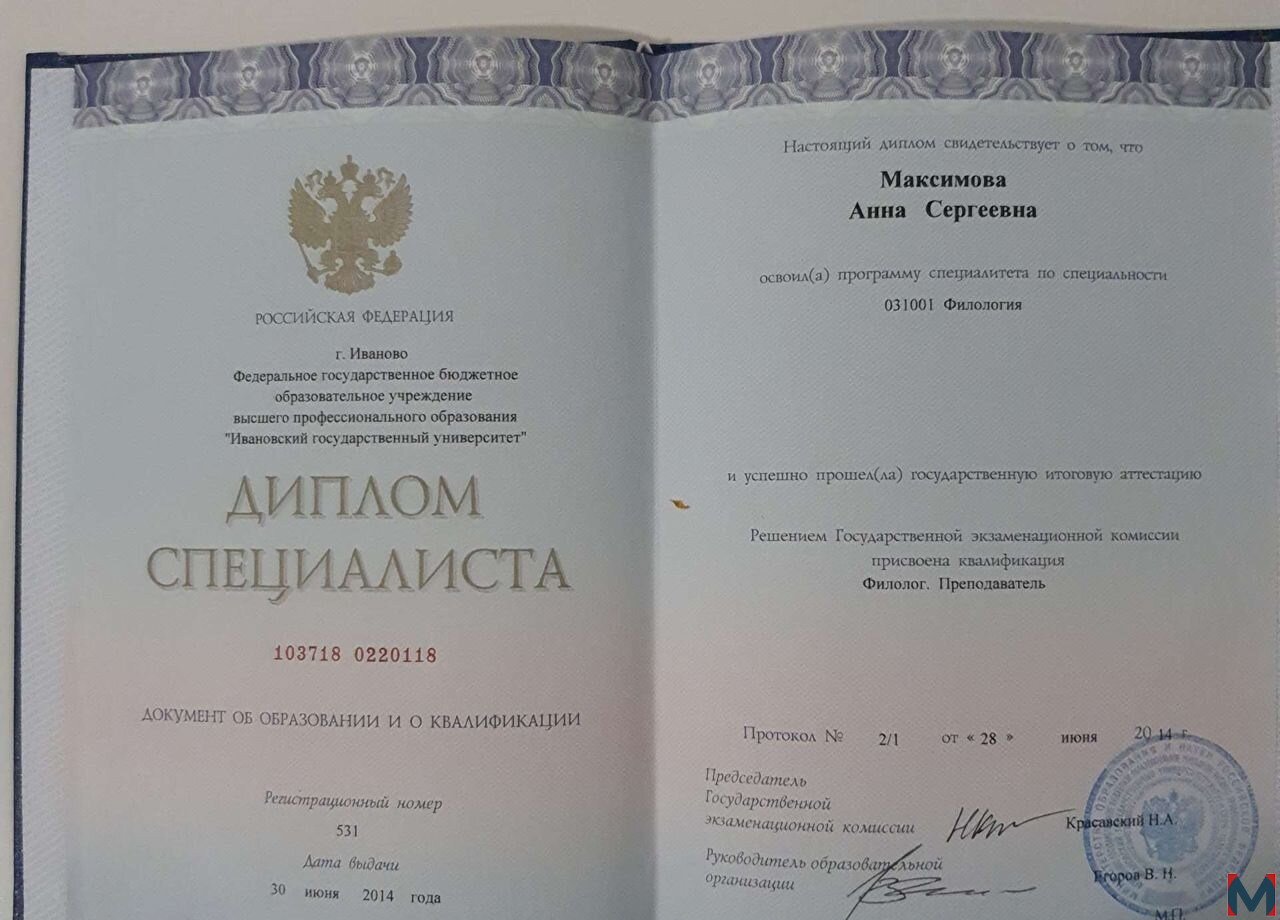 РОССИЙСКАЯ ФЕДЕРАЦИЯ
г. Иваново
Федеральное государственное бюджетное
образовательное учреждение
высшего профессионального образования
"Ивановский государственный университет"
ДИПЛОМ
СПЕЦИАЛИСТА
103718 0220118
ДОКУМЕНТ ОБ ОБРАЗОВАНИИ И О КВАЛИФИКАЦИИ
Регистрационный номер
531
Дата выдачи
30 июня 2014 года
Настоящий диплом свидетельствует о том, что
Максимова
Анна Сергеевна
освоил(а) программу специалитета по специальности
031001 Филология
и успешно прошел(ла) государственную итоговую аттестацию
Решением Государственной экзаменационной комиссии
присвоена квалификация
Филолог. Преподаватель
Протокол № 2/1 от « 28 » июня 20 14 г.
Председатель
Государственной
экзаменационной комиссии
Красавский Н.А.
Руководитель образовательной
организации
Егоров В. Н.
М.П.
M